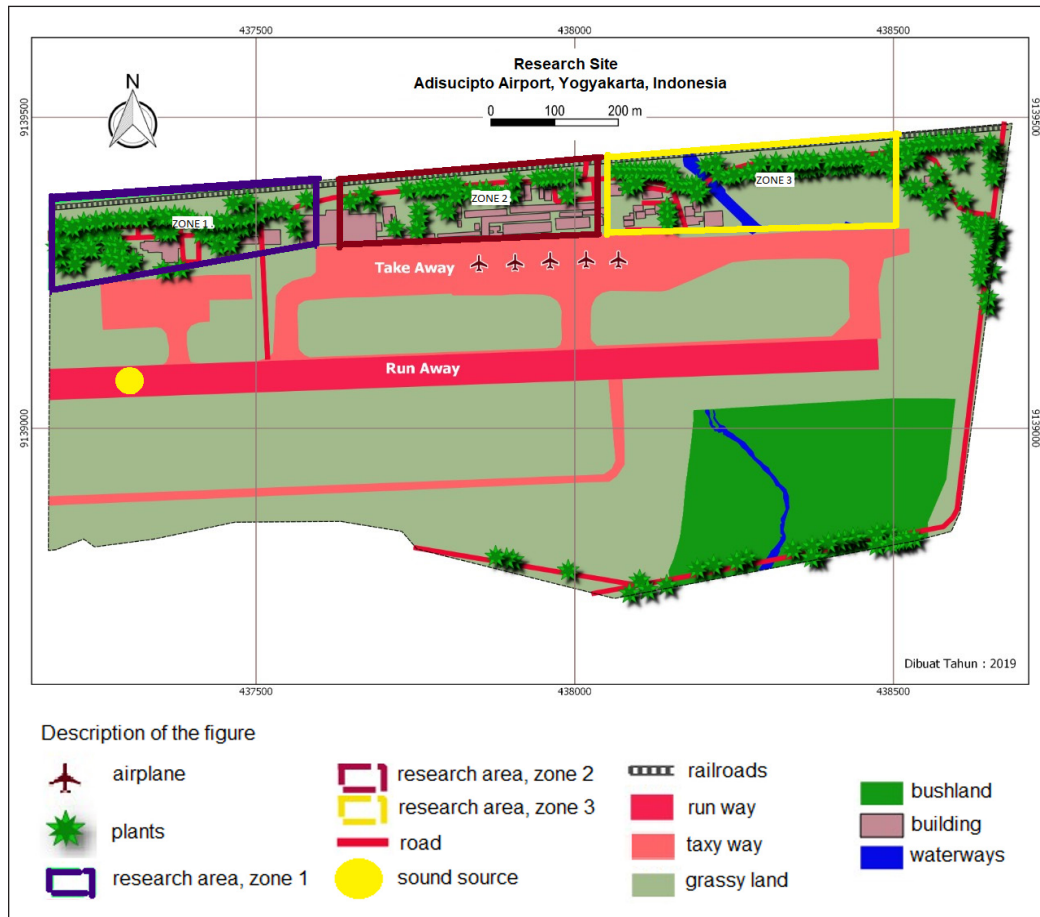 437500
438000
438500
Research Site
Adisucipto Airport, Yogyakarta, Indonesia
N
0 100 200 m
9139500
9139500
ZONE 1
ZONE 2
ZONE 3
Take Away
Run Away
9139000
9139000
Dibuat Tahun : 2019
437500
438000
438500
Description of the figure
airplane
plants
research area, zone 1
research area, zone 2
research area, zone 3
road
sound source
railroads
run way
taxy way
grassy land
bushland
building
waterways